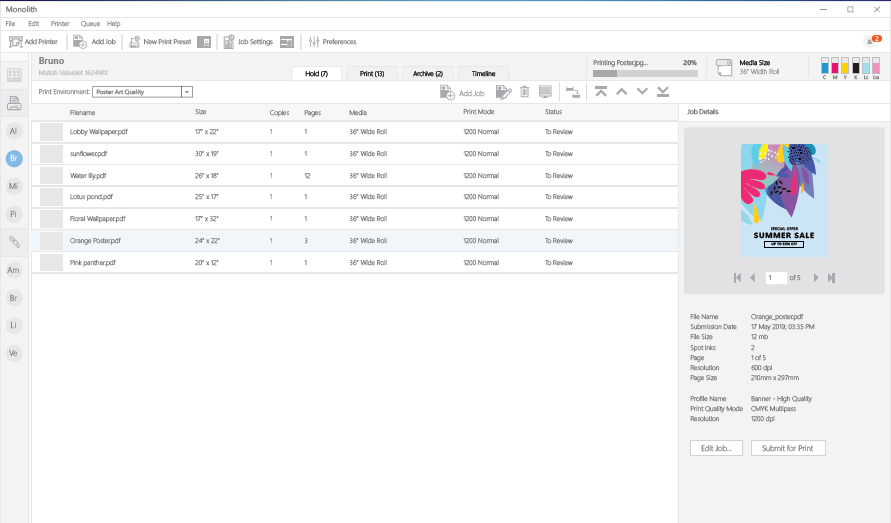 Monolith
File Edit Printer Queue Help
Add Printer Add Job New Print Preset Job Settings Preferences 2
Bruno
Mutoh ValueJet 1624WX
Hold (7) Print (13) Archive (2) Timeline
Printing Poster.jpg... 20%
Media Size
36" Width Roll
C M Y K Lc Lm
Print Environment: Poster Art Quality
Add Job
Filename Size Copies Pages Media Print Mode Status
Lobby Wallpaper.pdf 17" x 22" 1 1 36" Wide Roll 1200 Normal To Review
sunflower.pdf 30" x 19" 1 1 36" Wide Roll 1200 Normal To Review
Water lily.pdf 26" x 18" 1 12 36" Wide Roll 1200 Normal To Review
Lotus pond.pdf 25" x 17" 1 1 36" Wide Roll 1200 Normal To Review
Floral Wallpaper.pdf 17" x 32" 1 1 36" Wide Roll 1200 Normal To Review
Orange Poster.pdf 24" x 22" 1 3 36" Wide Roll 1200 Normal To Review
Pink panther.pdf 20" x 12" 1 1 36" Wide Roll 1200 Normal To Review
Al
Br
Mi
Pi
Am
Br
Li
Ve
Job Details
SPECIAL OFFER
SUMMER SALE
UP TO 50% OFF
1 of 5
File Name Orange_poster.pdf
Submission Date 17 May 2019; 03:35 PM
File Size 12 mb
Spot Inks 2
Page 1 of 5
Resolution 600 dpi
Page Size 210mm x 297mm
Profile Name Banner - High Quality
Print Quality Mode CMYK Multipass
Resolution 1200 dpi
Edit Job... Submit for Print